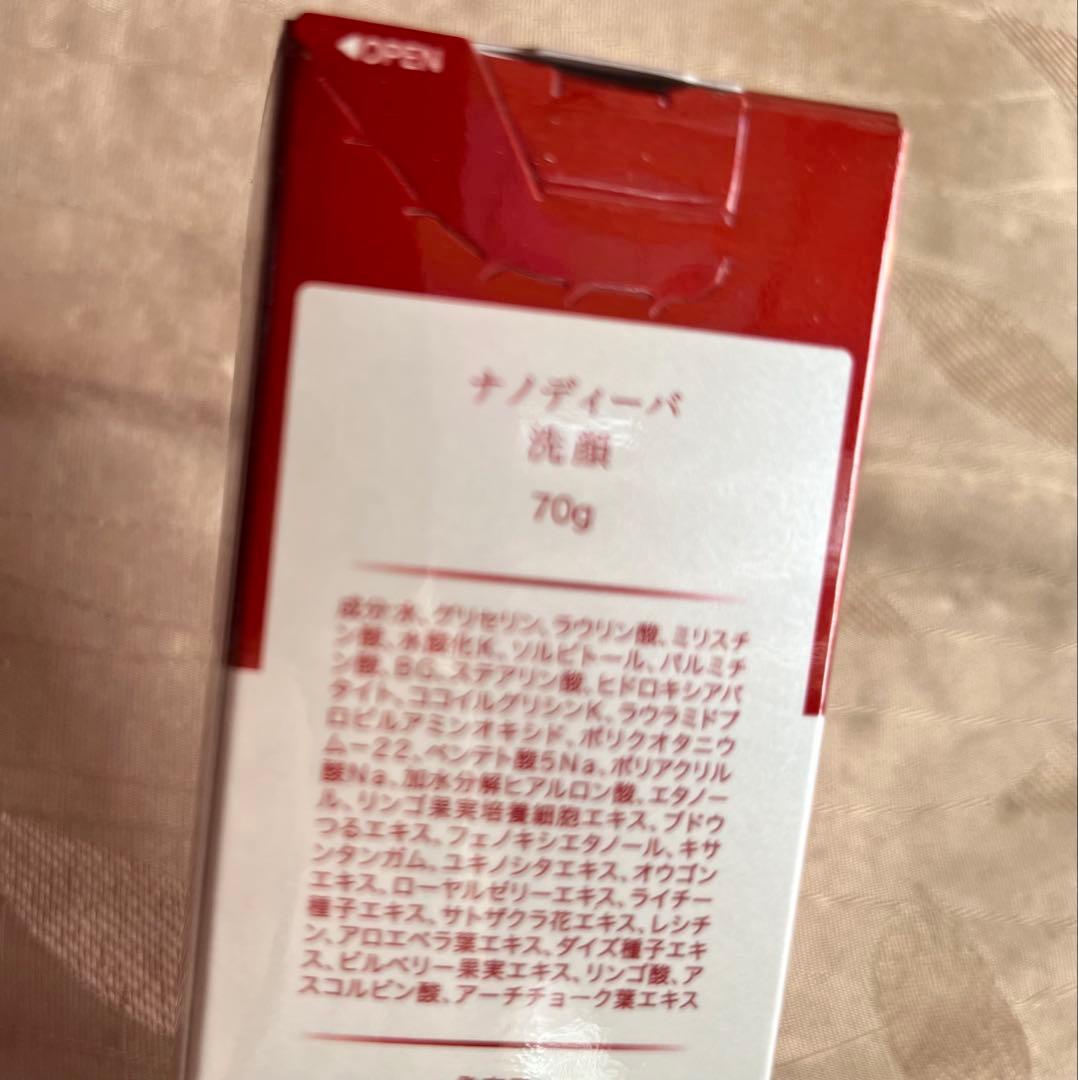 ◀OPEN
ナノディーバ
洗顔
70g
成分:水、グリセリン、ラウリン酸、ミリスチ
ン酸、水酸化K、ソルビトール、パルミチ
ン酸、BG、ステアリン酸、ヒドロキシアパ
タイト、ココイルグリシンK、ラウラミドプ
ロピルアミンオキシド、ポリクオタニウ
ム-22、ペンテト酸5Na、ポリアクリル
酸Na、加水分解ヒアルロン酸、エタノー
ル、リンゴ果実培養細胞エキス、ブドウ
つるエキス、フェノキシエタノール、キサ
ンタンガム、ユキノシタエキス、オウゴン
エキス、ローヤルゼリーエキス、ライチー
種子エキス、サトザクラ花エキス、レシチ
ン、アロエベラ葉エキス、ダイズ種子エキ
ス、ビルベリー果実エキス、リンゴ酸、ア
スコルビン酸、アーチチョーク葉エキス